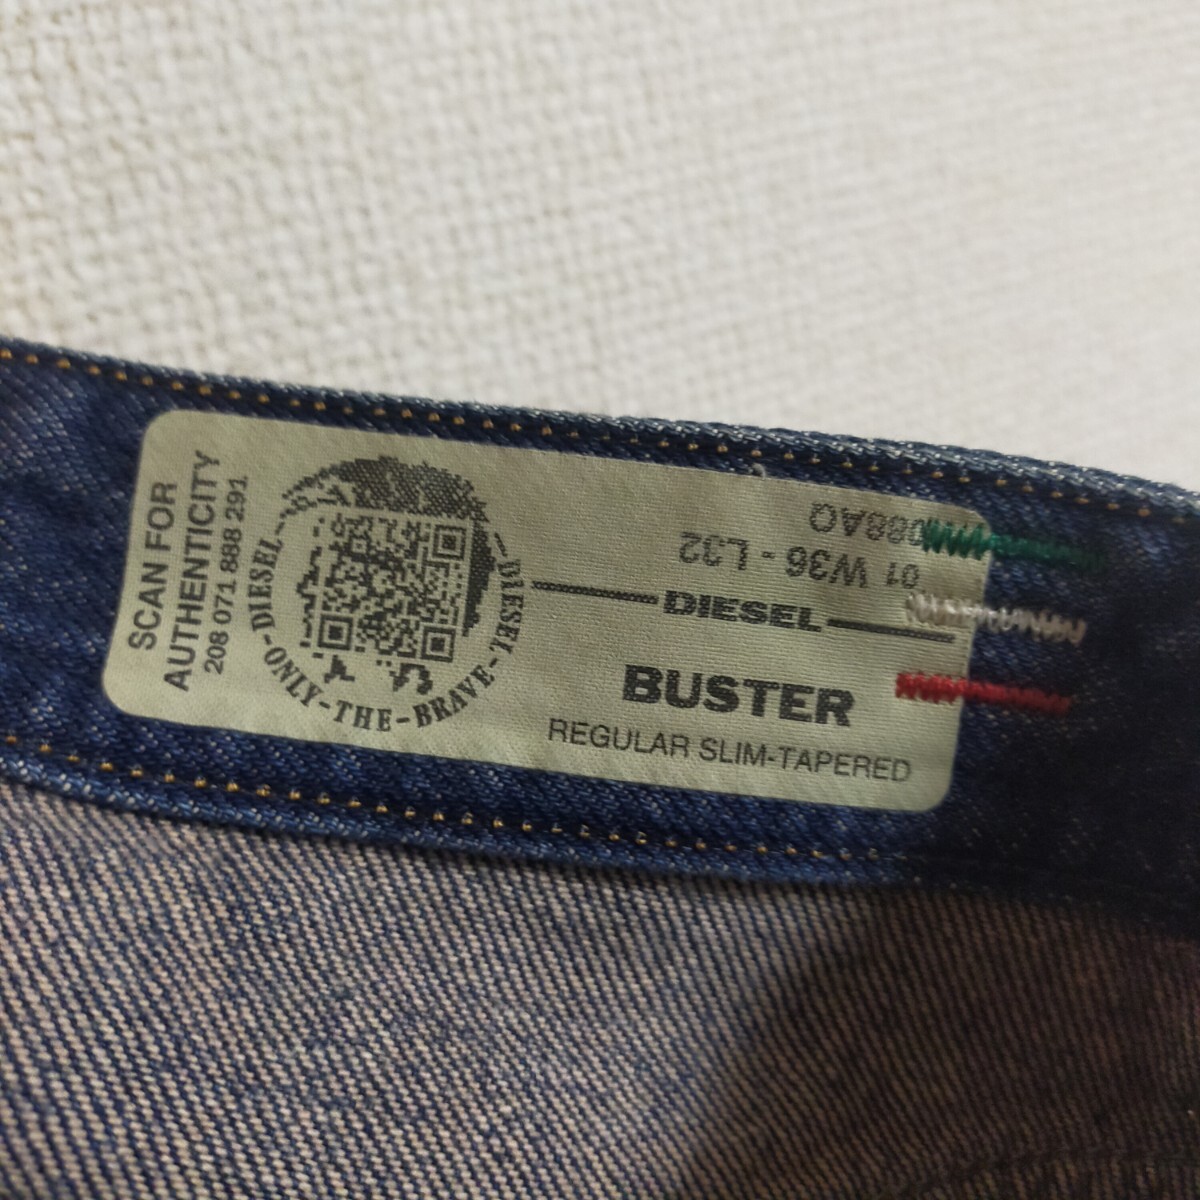 SCAN FOR
AUTHENTICITY
208 071 888 291
DIESEL-ONLY-THE-BRAVE-DIESEL
088AQ
01 W36 - L32
DIESEL
BUSTER
REGULAR SLIM-TAPERED